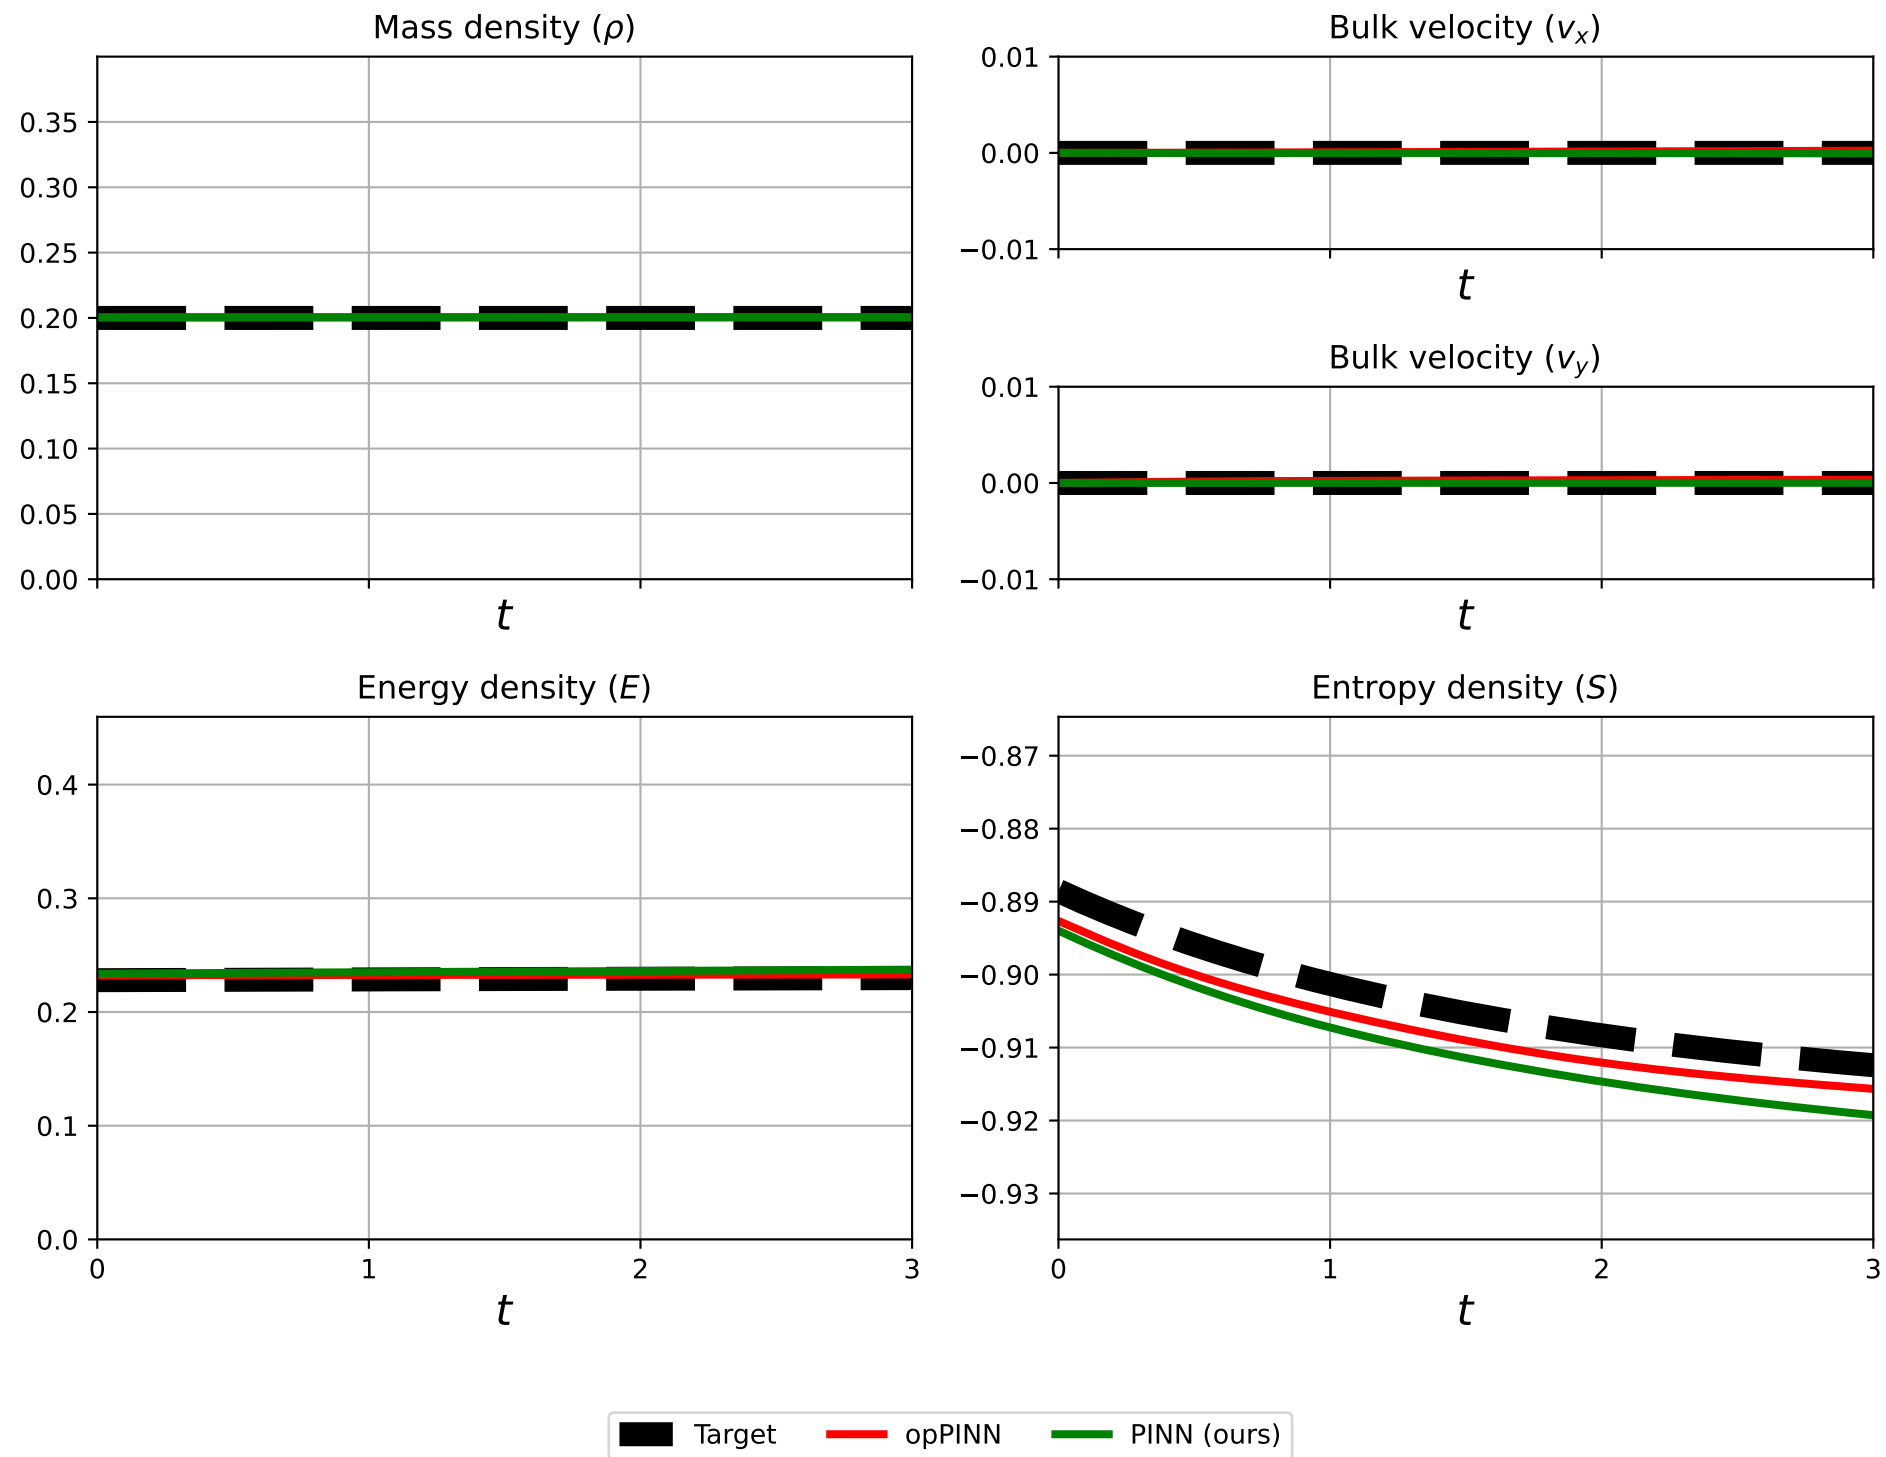 Mass density (ρ)
0.35
0.30
0.25
0.20
0.15
0.10
0.05
0.00
t
Bulk velocity (vₓ)
0.01
0.00
−0.01
t
Bulk velocity (v_y)
0.01
0.00
−0.01
t
Energy density (E)
0.4
0.3
0.2
0.1
0.0
0 1 2 3
t
Entropy density (S)
−0.87
−0.88
−0.89
−0.90
−0.91
−0.92
−0.93
0 1 2 3
t
Target opPINN PINN (ours)